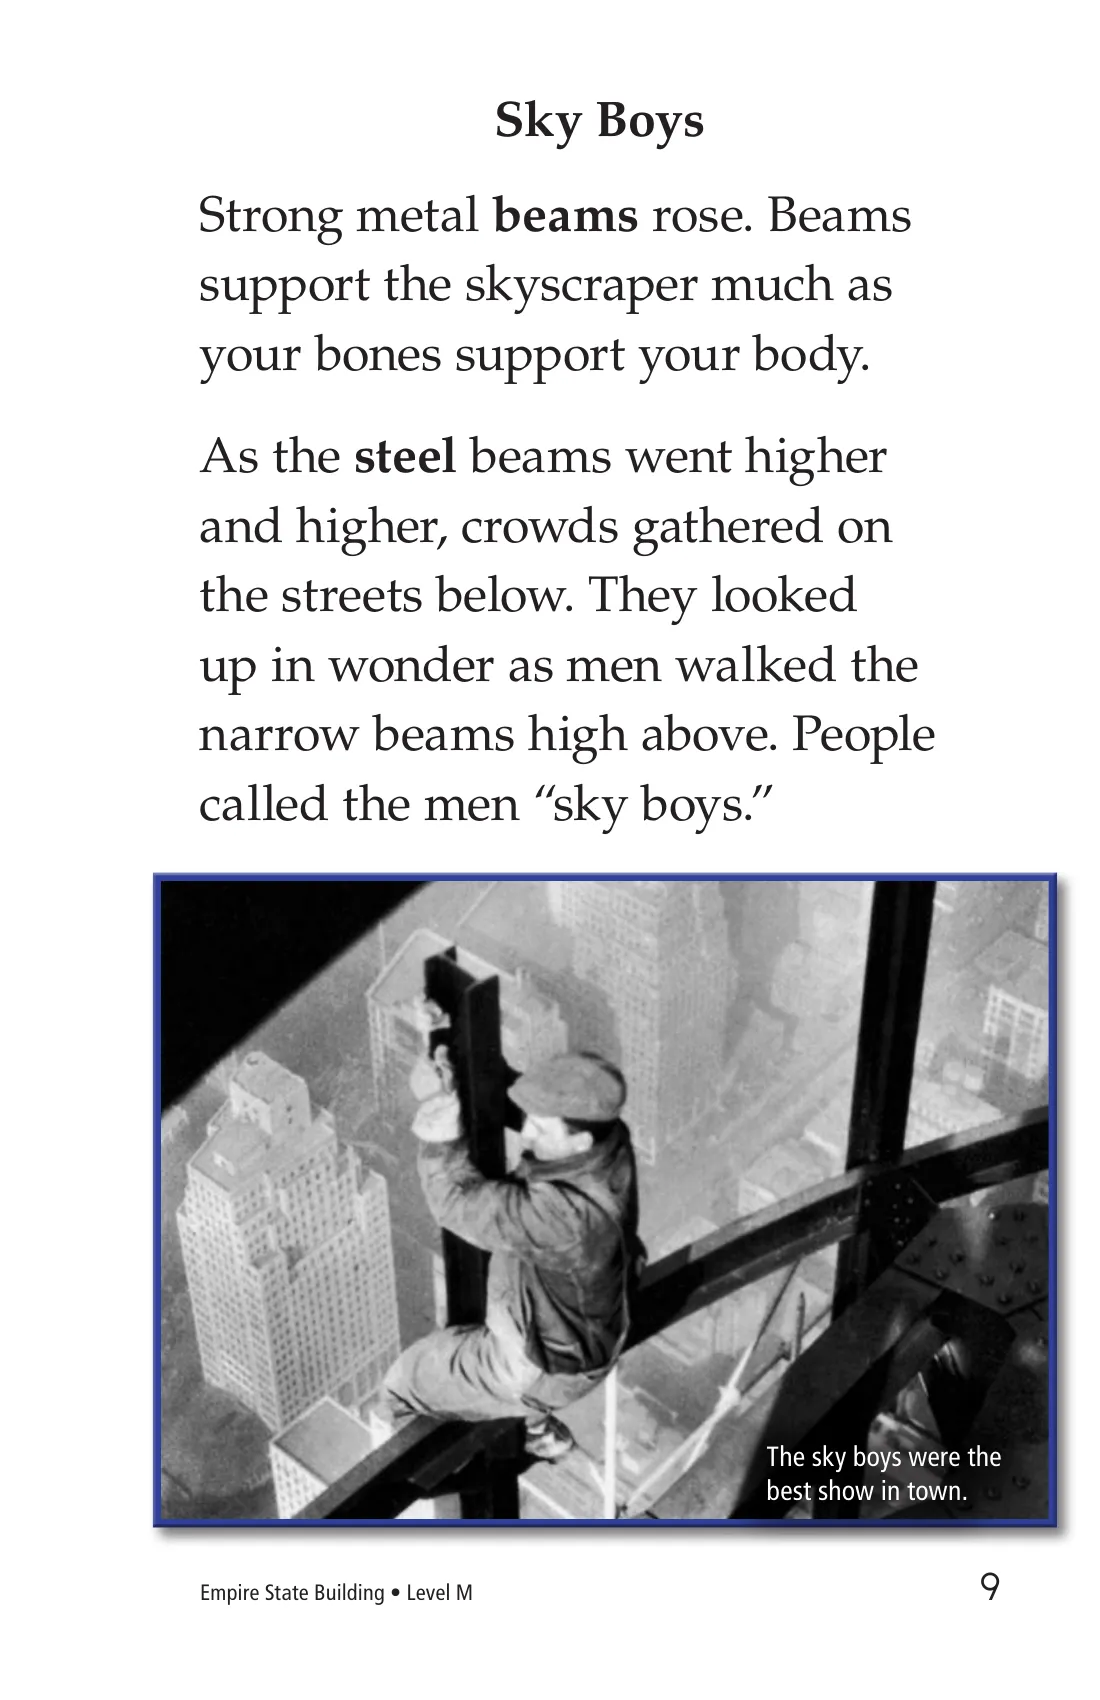 Sky Boys
Strong metal beams rose. Beams
support the skyscraper much as
your bones support your body.
As the steel beams went higher
and higher, crowds gathered on
the streets below. They looked
up in wonder as men walked the
narrow beams high above. People
called the men “sky boys.”
The sky boys were the
best show in town.
Empire State Building • Level M
9